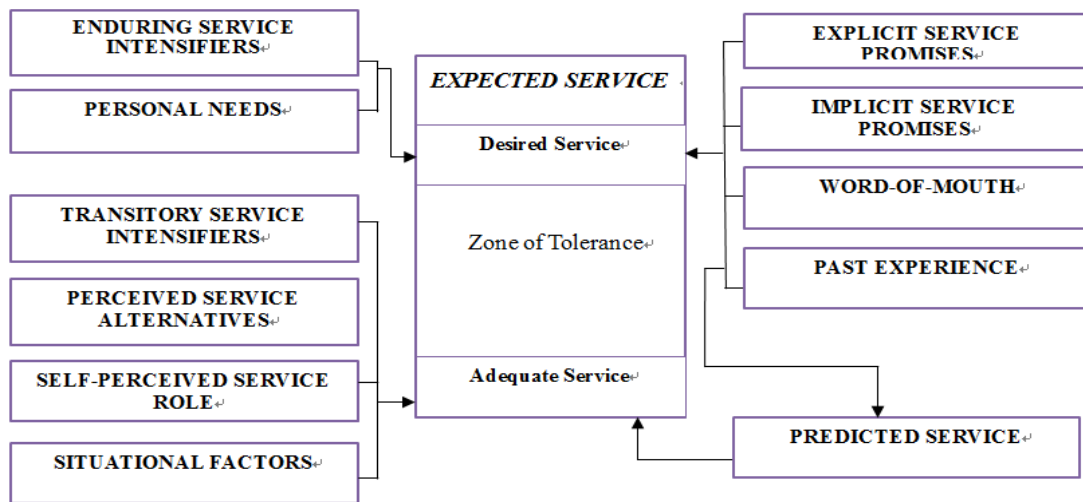 ENDURING SERVICE
INTENSIFIERS↵
PERSONAL NEEDS↵
TRANSITORY SERVICE
INTENSIFIERS↵
PERCEIVED SERVICE
ALTERNATIVES↵
SELF-PERCEIVED SERVICE
ROLE↵
SITUATIONAL FACTORS↵
EXPECTED SERVICE ↵
Desired Service↵
Zone of Tolerance↵
Adequate Service↵
EXPLICIT SERVICE
PROMISES↵
IMPLICIT SERVICE
PROMISES↵
WORD-OF-MOUTH↵
PAST EXPERIENCE↵
PREDICTED SERVICE↵